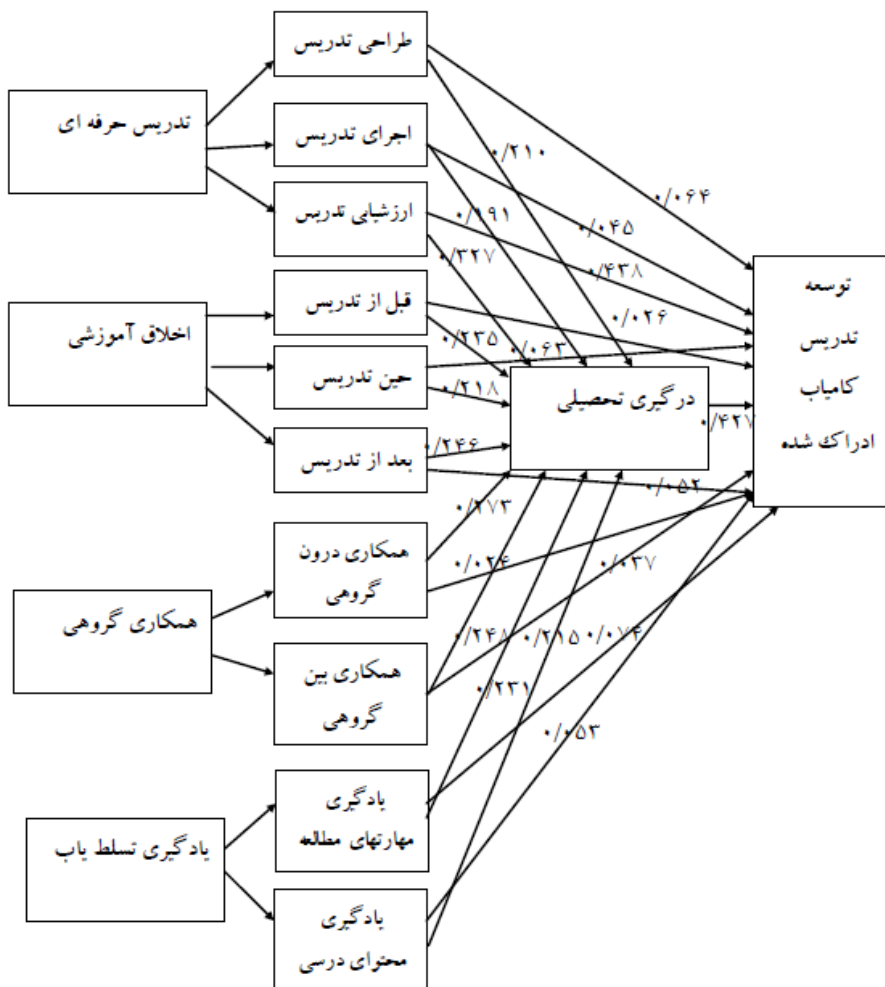 طراحی تدریس
تدریس حرفه ای
اجرای تدریس
۰/۲۱۰
۰/۰۶۴
ارزشیابی تدریس
۰/۱۹۱
۰/۰۴۵
۰/۳۲۷
۰/۴۳۸
قبل از تدریس
توسعه
تدریس
کامیاب
ادراک شده
اخلاق آموزشی
۰/۲۳۵
۰/۰۶۳
۰/۰۲۶
حین تدریس
۰/۲۱۸
درگیری تحصیلی
۰/۴۲۷
بعد از تدریس
۰/۲۴۶
۰/۰۵۲
۰/۲۷۳
همکاری درون
گروهی
۰/۰۲۴
۰/۰۳۷
همکاری گروهی
۰/۲۴۸
۰/۲۱۵
۰/۰۷۴
همکاری بین
گروهی
۰/۲۳۱
۰/۰۵۳
یادگیری
مهارتهای مطالعه
یادگیری تسلط یاب
یادگیری
محتوای درسی